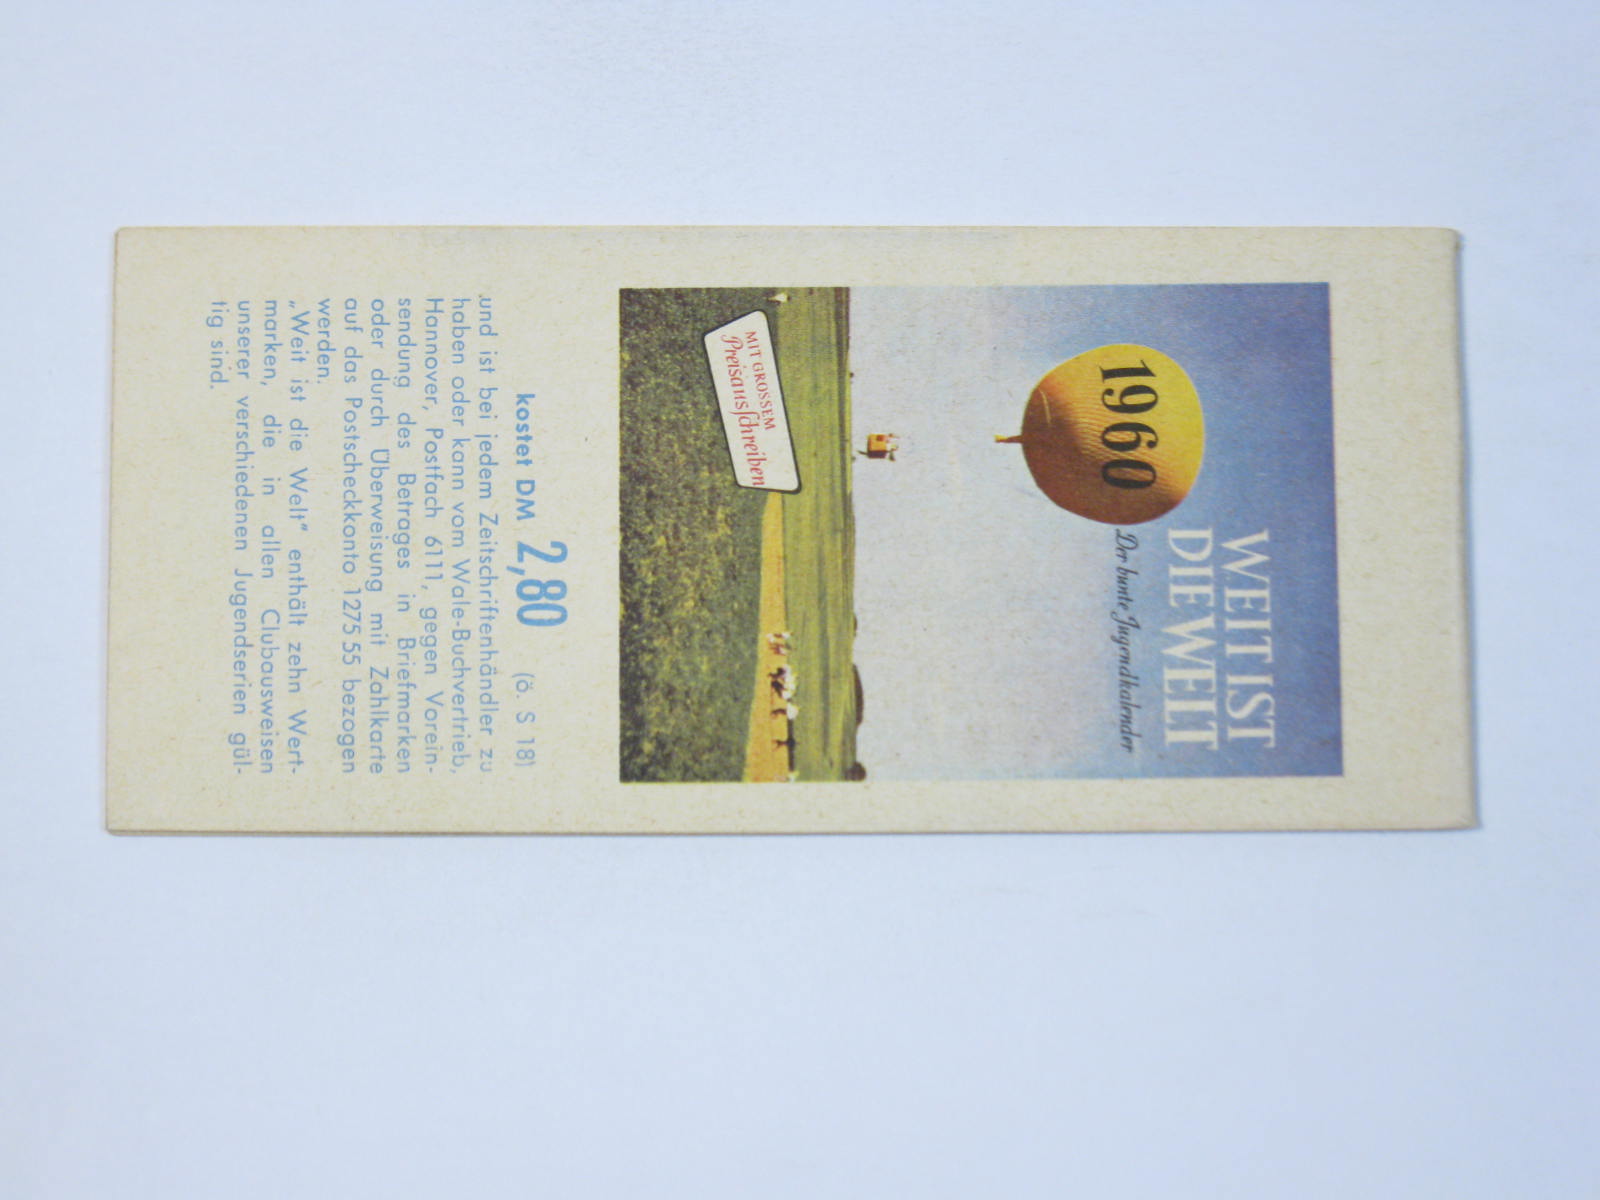 WEIT IST
DIE WELT
Der bunte Jugendkalender
1960
MIT GROSSEM
Preisausschreiben
kostet DM 2,80 (ö. S 18)
und ist bei jedem Zeitschriftenhändler zu
haben oder kann vom Wale-Buchvertrieb,
Hannover, Postfach 6111, gegen Vorein-
sendung des Betrages in Briefmarken
oder durch Überweisung mit Zahlkarte
auf das Postscheckkonto 1275 55 bezogen
werden.
„Weit ist die Welt" enthält zehn Wert-
marken, die in allen Clubausweisen
unserer verschiedenen Jugendserien gül-
tig sind.